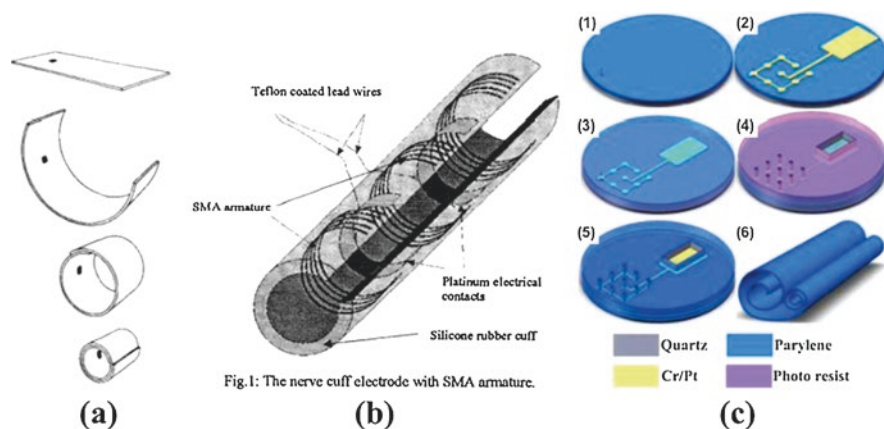 (a)
Teflon coated lead wires
SMA armature
Platinum electrical
contacts
Silicone rubber cuff
Fig.1: The nerve cuff electrode with SMA armature.
(b)
(1)
(2)
(3)
(4)
(5)
(6)
Quartz
Parylene
Cr/Pt
Photo resist
(c)